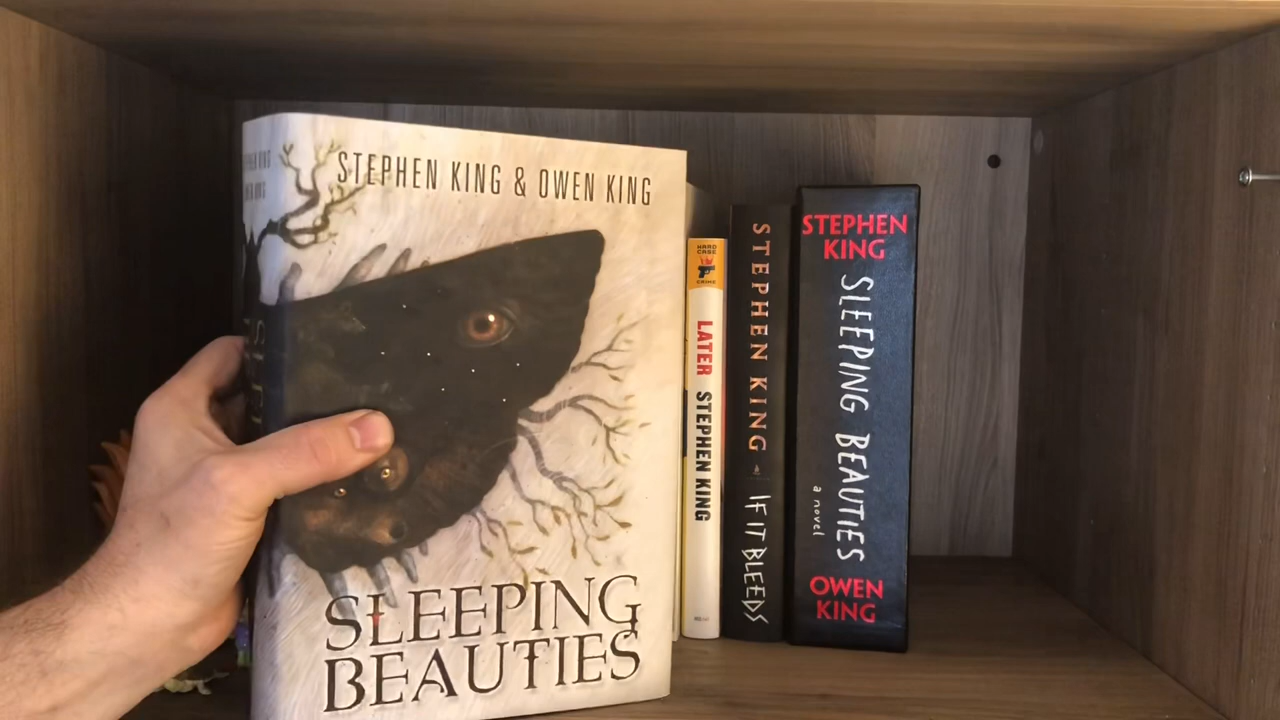 STEPHEN KING & OWEN KING
SLEEPING
BEAUTIES
HARD
CASE
CRIME
LATER STEPHEN KING
STEPHEN KING IF IT BLEEDS
STEPHEN
KING
SLEEPING BEAUTIES
a novel
OWEN
KING